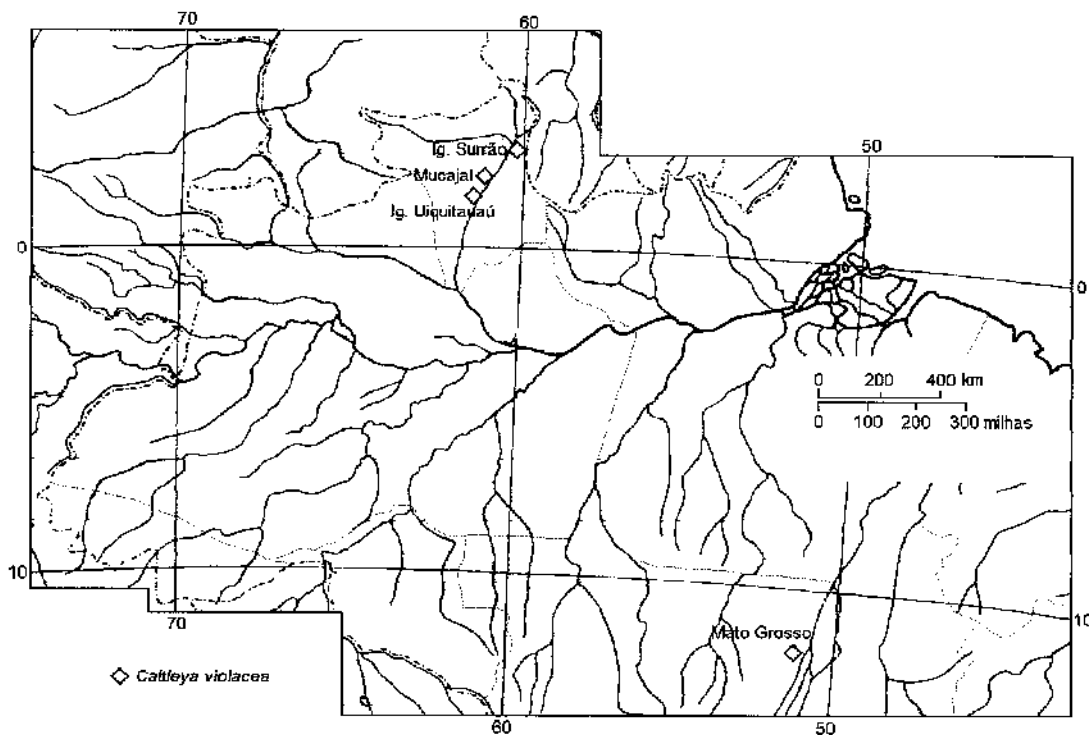 70
60
50
Ig. Surrão
Mucajaí
Ig. Uiquitauaú
0
0
0 200 400 km
0 100 200 300 milhas
10
10
70
Mato Grosso
Cattleya violacea
60
50